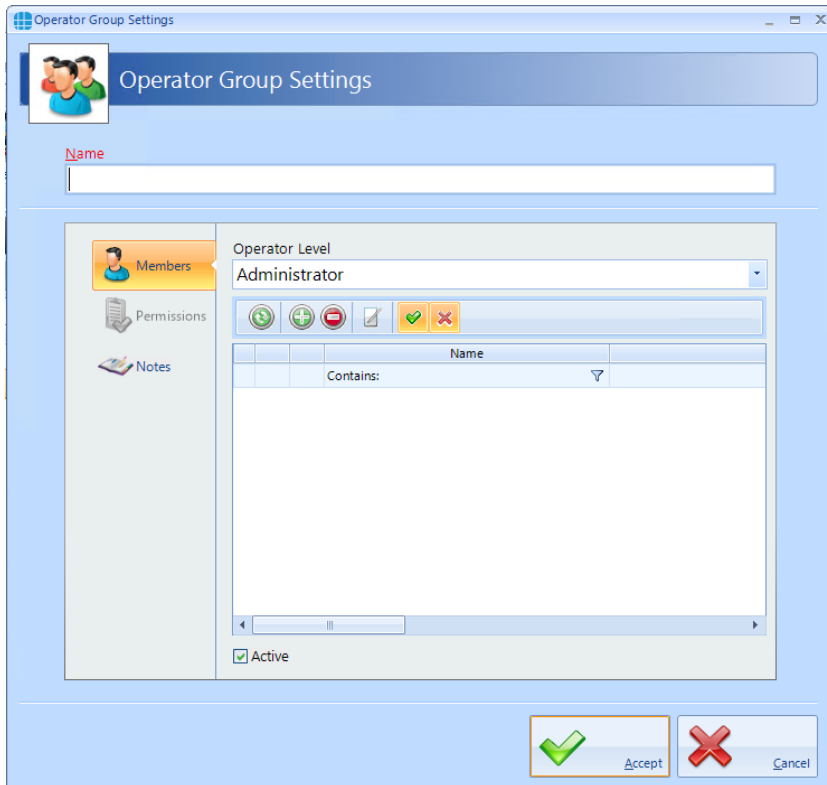 Operator Group Settings
Operator Group Settings
Name
Members
Permissions
Notes
Operator Level
Administrator
Name
Contains:
Active
Accept
Cancel